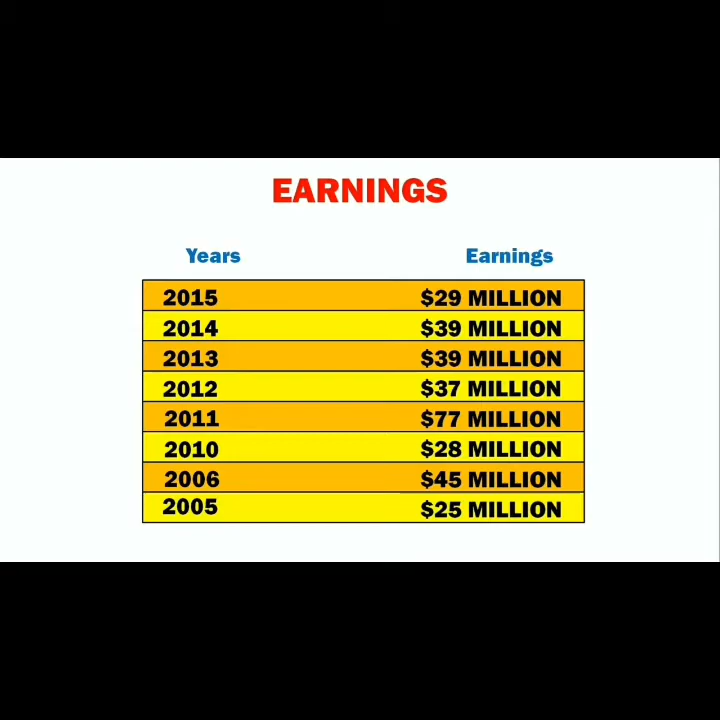 EARNINGS
Years Earnings
2015 $29 MILLION
2014 $39 MILLION
2013 $39 MILLION
2012 $37 MILLION
2011 $77 MILLION
2010 $28 MILLION
2006 $45 MILLION
2005 $25 MILLION